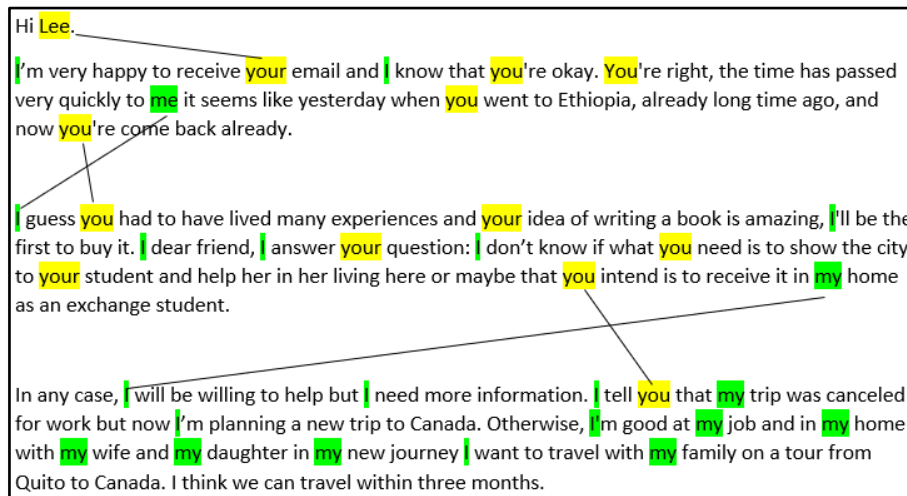 Hi Lee.
I'm very happy to receive your email and I know that you're okay. You're right, the time has passed
very quickly to me it seems like yesterday when you went to Ethiopia, already long time ago, and
now you're come back already.
I guess you had to have lived many experiences and your idea of writing a book is amazing, I'll be the
first to buy it. I dear friend, I answer your question: I don’t know if what you need is to show the city
to your student and help her in her living here or maybe that you intend is to receive it in my home
as an exchange student.
In any case, I will be willing to help but I need more information. I tell you that my trip was canceled
for work but now I’m planning a new trip to Canada. Otherwise, I'm good at my job and in my home
with my wife and my daughter in my new journey I want to travel with my family on a tour from
Quito to Canada. I think we can travel within three months.